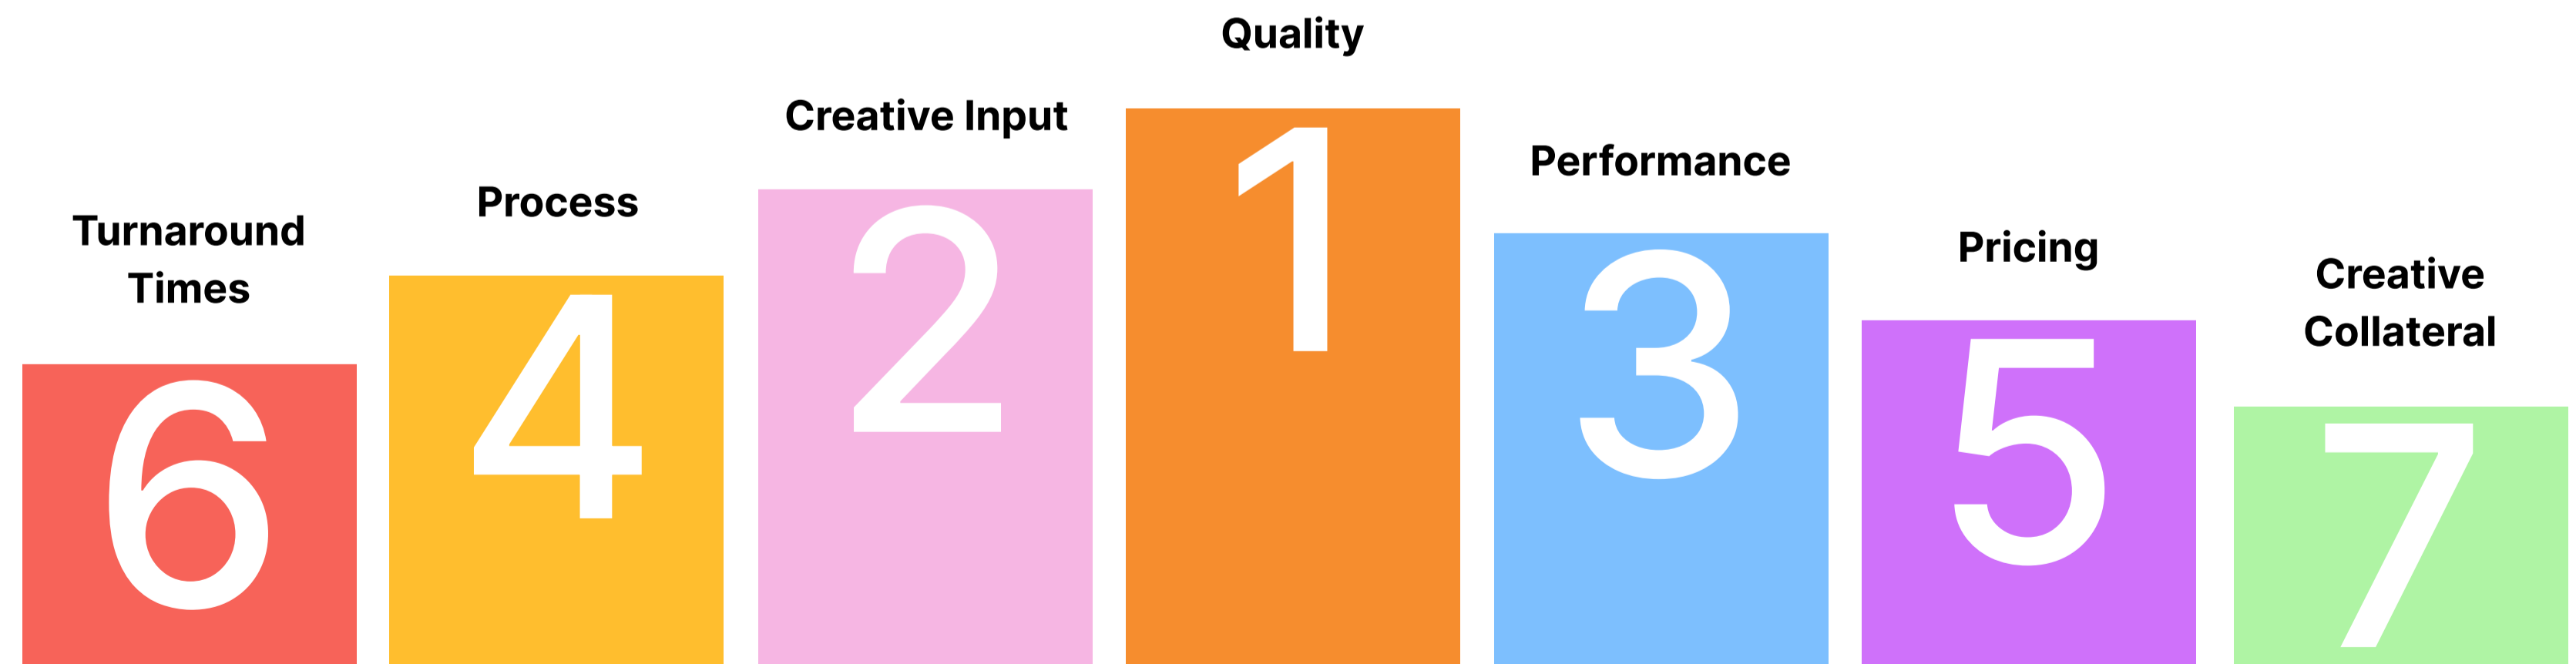 Turnaround
Times
6
Process
4
Creative Input
2
Quality
1
Performance
3
Pricing
5
Creative
Collateral
7